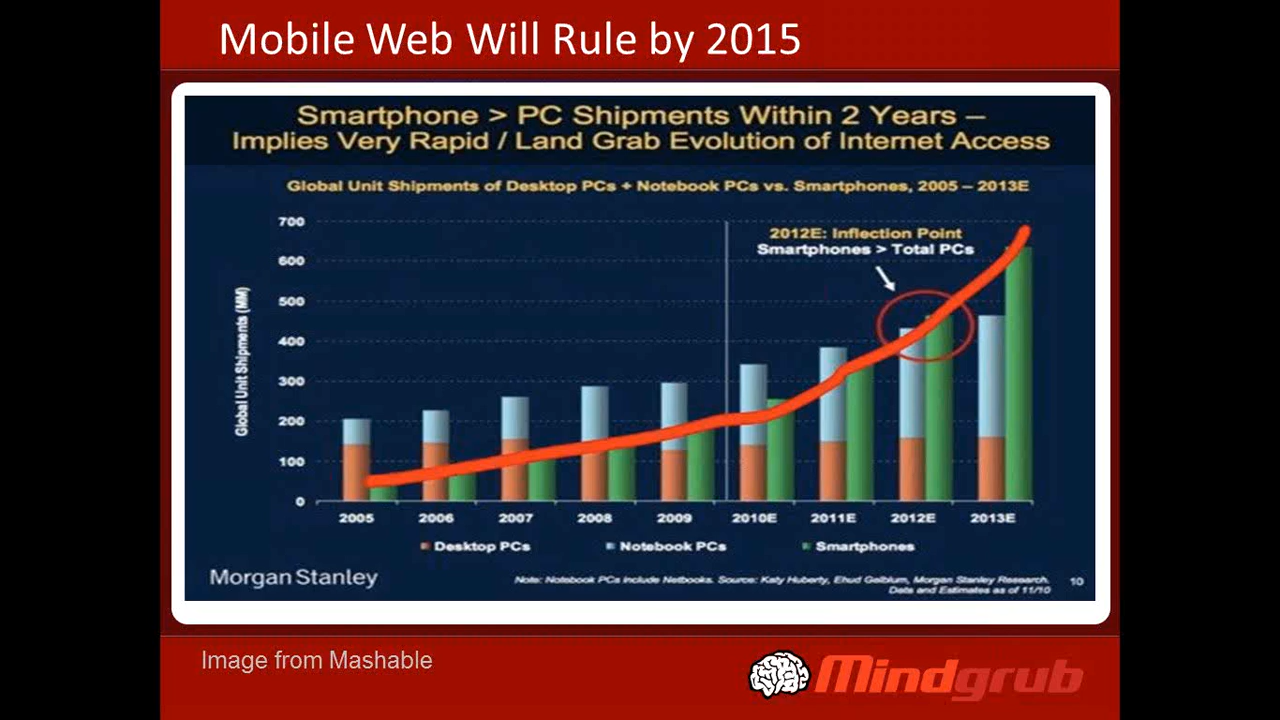 Mobile Web Will Rule by 2015
Smartphone > PC Shipments Within 2 Years –
Implies Very Rapid / Land Grab Evolution of Internet Access
Global Unit Shipments of Desktop PCs + Notebook PCs vs. Smartphones, 2005 – 2013E
700
600
500
400
300
200
100
0
Global Unit Shipments (MM)
2012E: Inflection Point
Smartphones > Total PCs
2005 2006 2007 2008 2009 2010E 2011E 2012E 2013E
Desktop PCs Notebook PCs Smartphones
Morgan Stanley
Note: Notebook PCs include Netbooks. Source: Katy Huberty, Ehud Gelblum, Morgan Stanley Research.
Data and Estimates as of 11/10
10
Image from Mashable
Mindgrub